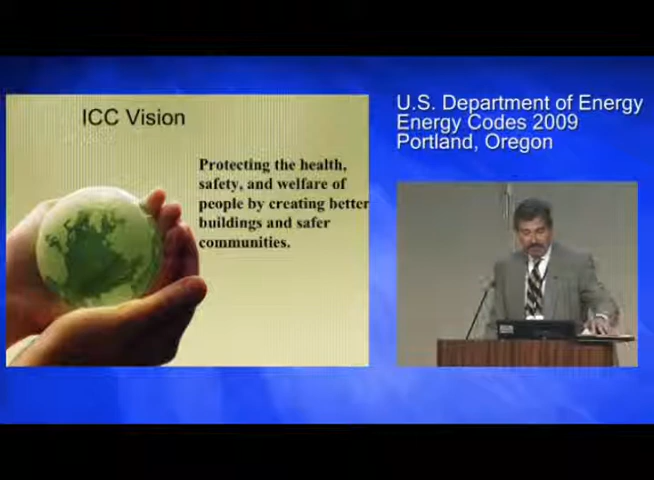 ICC Vision
Protecting the health,
safety, and welfare of
people by creating better
buildings and safer
communities.
U.S. Department of Energy
Energy Codes 2009
Portland, Oregon